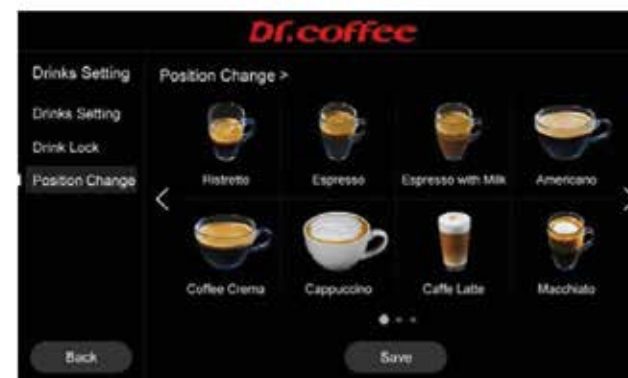 Dr.coffee
Drinks Setting
Position Change >
Drinks Setting
Drink Lock
Position Change
Ristretto
Espresso
Espresso with Milk
Americano
Coffee Crema
Cappuccino
Caffe Latte
Macchiato
Back
Save